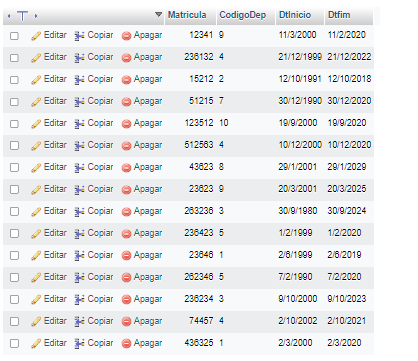 Matricula CodigoDep DtInicio Dtfim
Editar Copiar Apagar 12341 9 11/3/2000 11/2/2020
Editar Copiar Apagar 236132 4 21/12/1999 21/12/2022
Editar Copiar Apagar 15212 2 12/10/1991 12/10/2018
Editar Copiar Apagar 51215 7 30/12/1990 30/12/2020
Editar Copiar Apagar 123512 10 19/9/2000 19/9/2020
Editar Copiar Apagar 512563 4 10/12/2000 10/12/2020
Editar Copiar Apagar 43623 8 29/1/2001 29/1/2029
Editar Copiar Apagar 23623 9 20/3/2001 20/3/2025
Editar Copiar Apagar 263236 3 30/9/1980 30/9/2024
Editar Copiar Apagar 236423 5 1/2/1999 1/2/2020
Editar Copiar Apagar 23646 1 2/6/1999 2/6/2019
Editar Copiar Apagar 262346 5 7/2/1990 7/2/2020
Editar Copiar Apagar 236234 3 9/10/2000 9/10/2023
Editar Copiar Apagar 74457 4 2/10/2002 2/10/2021
Editar Copiar Apagar 436325 1 2/3/2000 2/3/2020